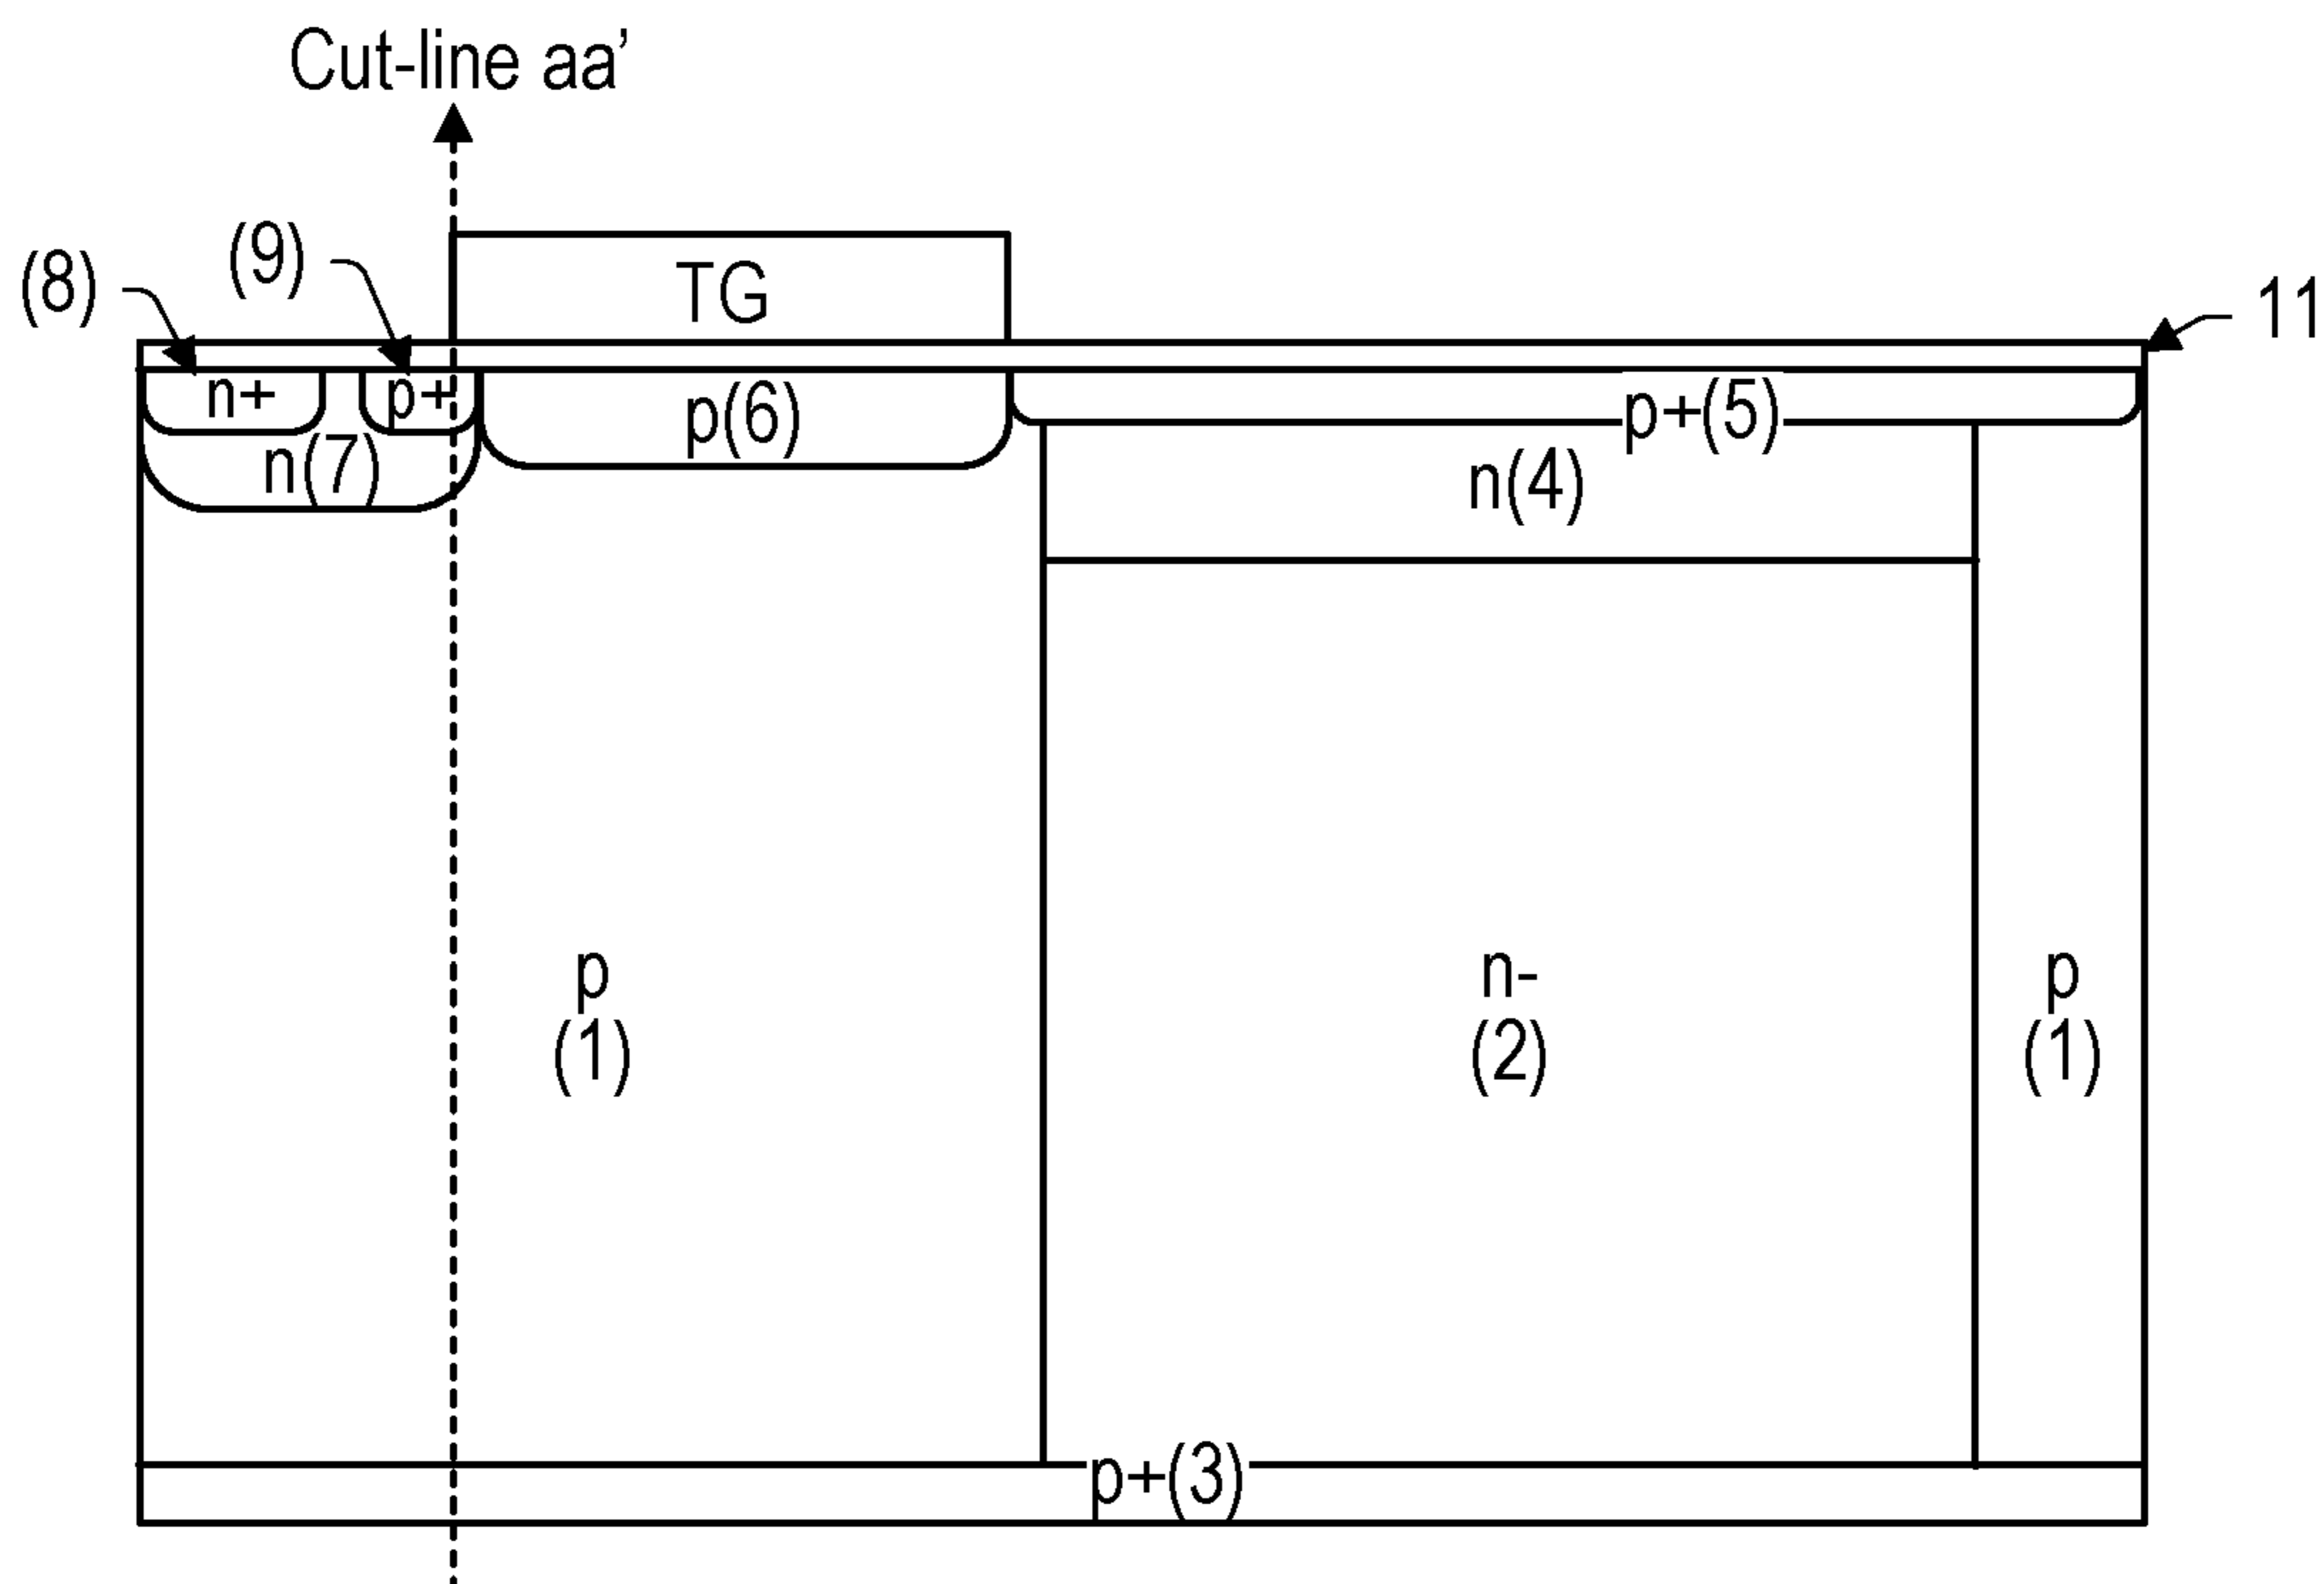 Cut-line aa’
(8)
(9)
TG
11
n+
p+
p(6)
p+(5)
n(7)
n(4)
p
(1)
n-
(2)
p
(1)
p+(3)